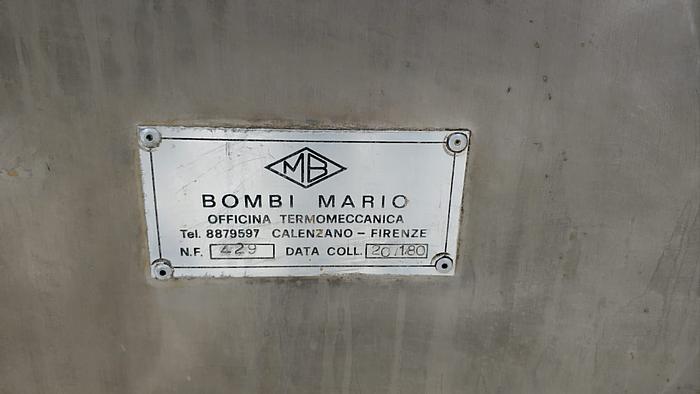 MB
BOMBI MARIO
OFFICINA TERMOMECCANICA
Tel. 8879597 CALENZANO – FIRENZE
N.F. 429 DATA COLL. 20/180